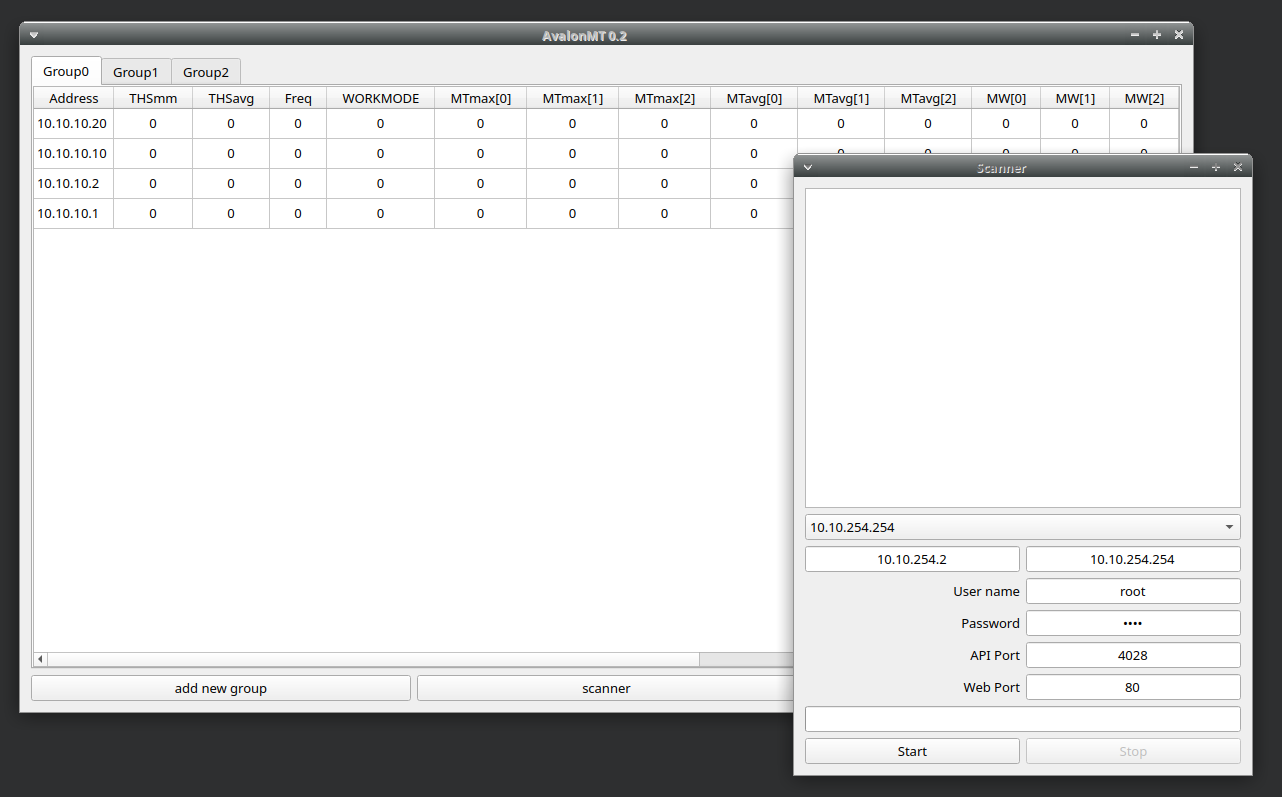 AvalonMT 0.2
Group0 Group1 Group2
Address THSmm THSavg Freq WORKMODE MTmax[0] MTmax[1] MTmax[2] MTavg[0] MTavg[1] MTavg[2] MW[0] MW[1] MW[2]
10.10.10.20 0 0 0 0 0 0 0 0 0 0 0 0 0
10.10.10.10 0 0 0 0 0 0 0 0 0 0 0 0 0
10.10.10.2 0 0 0 0 0 0 0 0
10.10.10.1 0 0 0 0 0 0 0 0
add new group scanner
Scanner
10.10.254.254
10.10.254.2 10.10.254.254
User name root
Password ••••
API Port 4028
Web Port 80
Start Stop